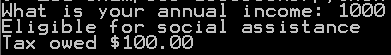 What is your annual income: 1000
Eligible for social assistance
Tax owed $100.00